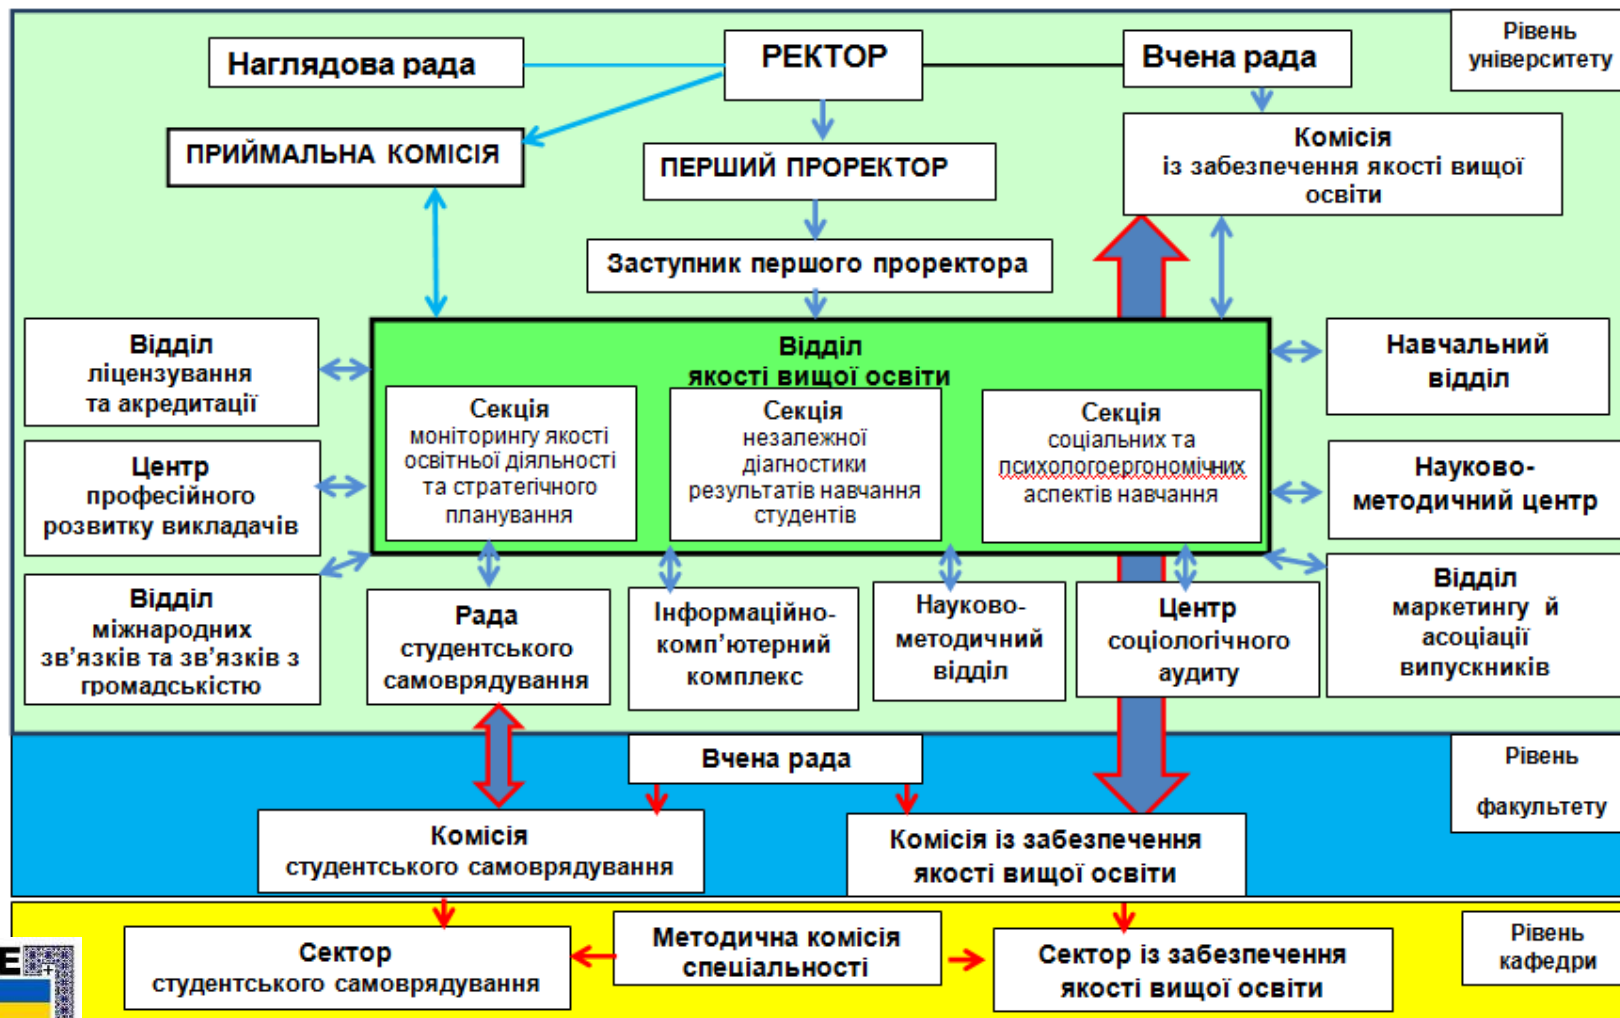 Рівень
університету
Наглядова рада
РЕКТОР
Вчена рада
ПРИЙМАЛЬНА КОМІСІЯ
ПЕРШИЙ ПРОРЕКТОР
Комісія
із забезпечення якості вищої
освіти
Заступник першого проректора
Відділ
ліцензування
та акредитації
Відділ
якості вищої освіти
Навчальний
відділ
Секція
моніторингу якості
освітньої діяльності
та стратегічного
планування
Секція
незалежної
діагностики
результатів навчання
студентів
Секція
соціальних та
психологоергономічних
аспектів навчання
Центр
професійного
розвитку викладачів
Науково-
методичний центр
Відділ
міжнародних
зв'язків та зв'язків з
громадськістю
Рада
студентського
самоврядування
Інформаційно-
комп'ютерний
комплекс
Науково-
методичний
відділ
Центр
соціологічного
аудиту
Відділ
маркетингу й
асоціації
випускників
Вчена рада
Рівень
факультету
Комісія
студентського самоврядування
Комісія із забезпечення
якості вищої освіти
Сектор
студентського самоврядування
Методична комісія
спеціальності
Сектор із забезпечення
якості вищої освіти
Рівень
кафедри
Е